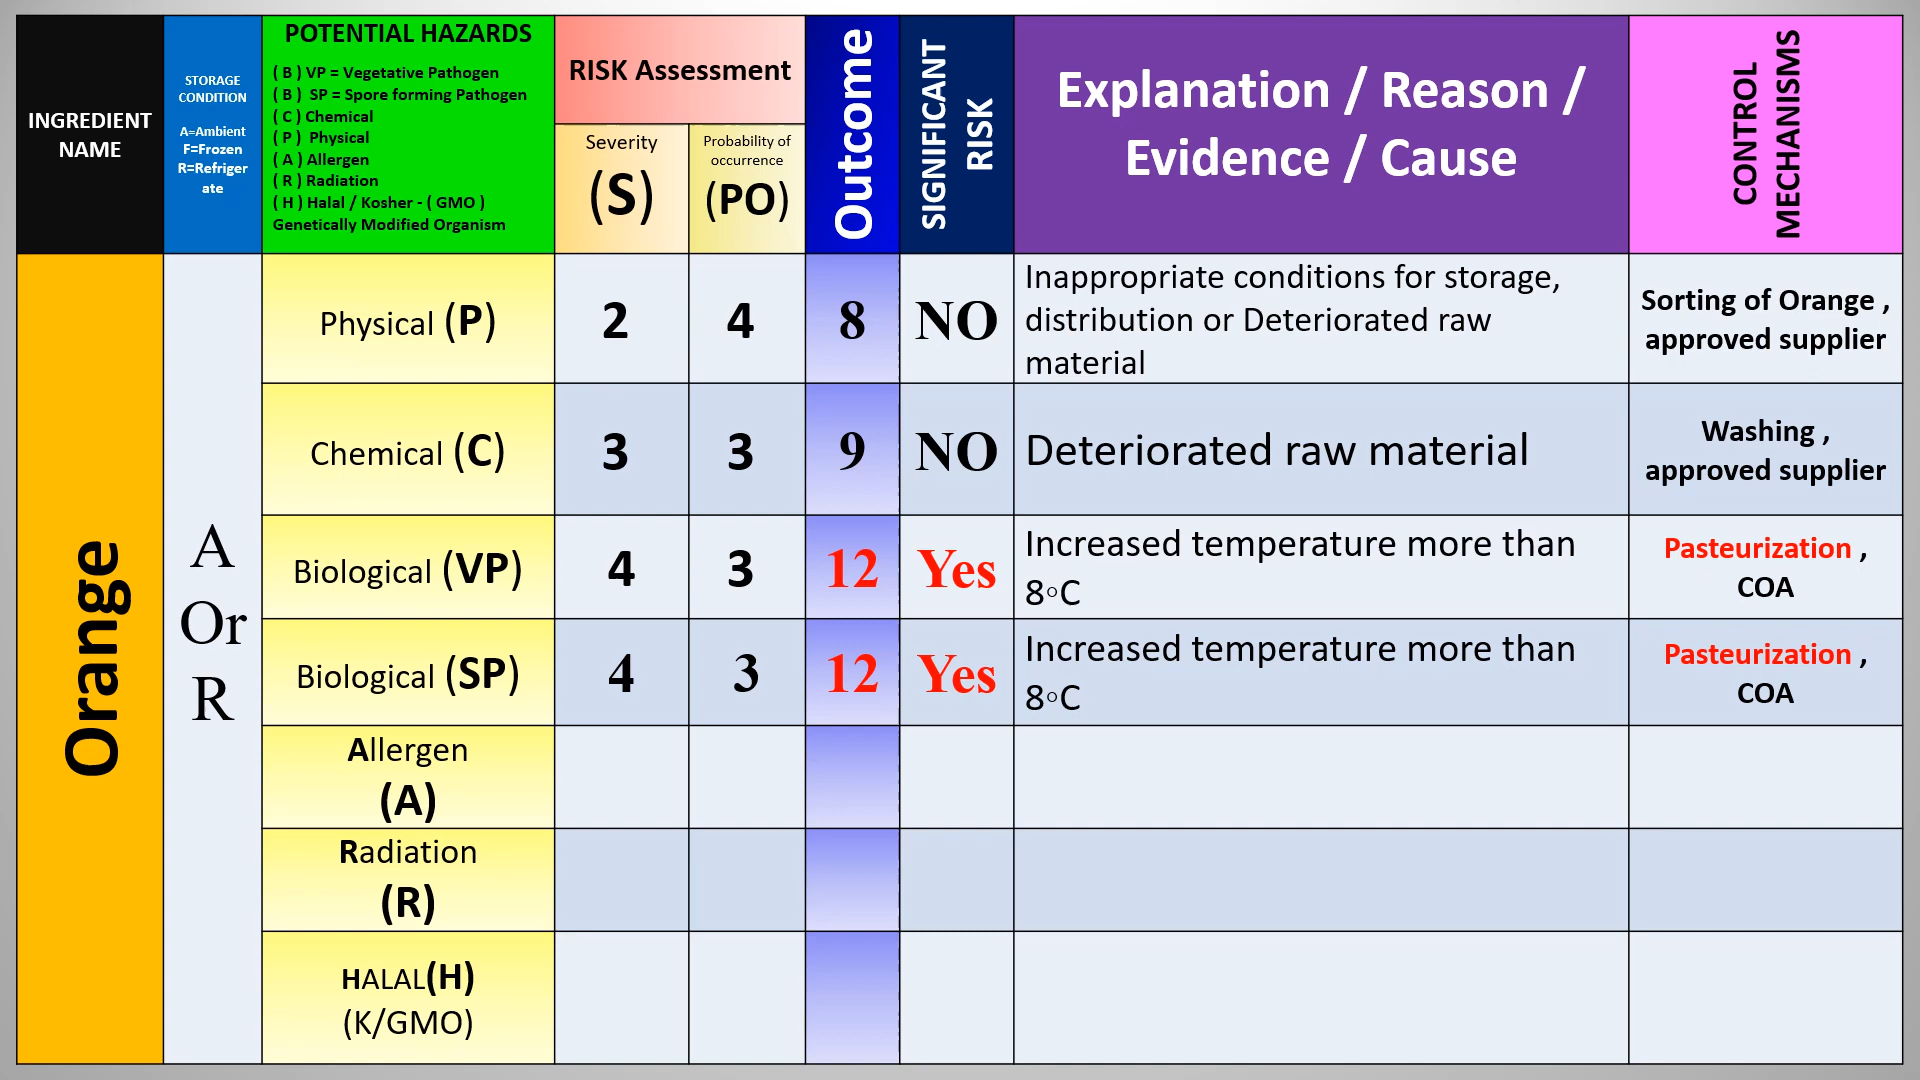 INGREDIENT
NAME
STORAGE
CONDITION
A=Ambient
F=Frozen
R=Refriger
ate
POTENTIAL HAZARDS
( B ) VP = Vegetative Pathogen
( B ) SP = Spore forming Pathogen
( C ) Chemical
( P ) Physical
( A ) Allergen
( R ) Radiation
( H ) Halal / Kosher - ( GMO )
Genetically Modified Organism
RISK Assessment
Severity
(S)
Probability of
occurrence
(PO)
Outcome
SIGNIFICANT
RISK
Explanation / Reason /
Evidence / Cause
CONTROL
MECHANISMS
Orange
A
Or
R
Physical (P)
2
4
8
NO
Inappropriate conditions for storage,
distribution or Deteriorated raw
material
Sorting of Orange ,
approved supplier
Chemical (C)
3
3
9
NO
Deteriorated raw material
Washing ,
approved supplier
Biological (VP)
4
3
12
Yes
Increased temperature more than
8◦C
Pasteurization ,
COA
Biological (SP)
4
3
12
Yes
Increased temperature more than
8◦C
Pasteurization ,
COA
Allergen
(A)
Radiation
(R)
HALAL(H)
(K/GMO)